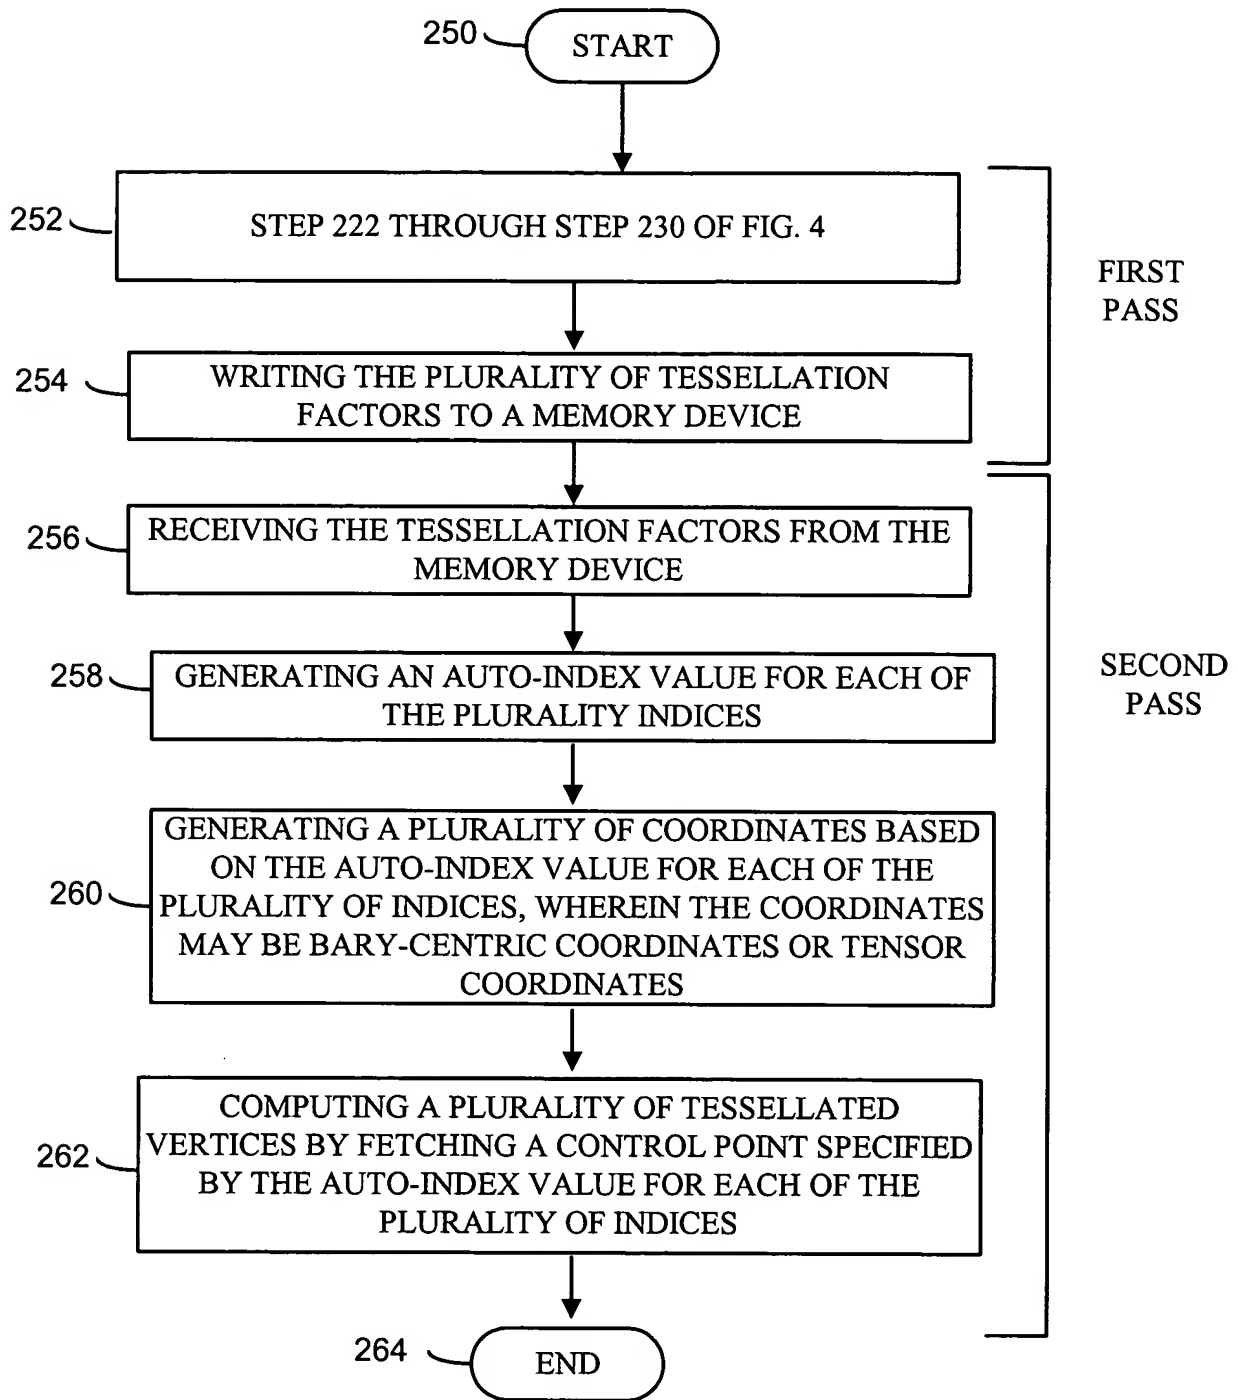 250
START
252
STEP 222 THROUGH STEP 230 OF FIG. 4
FIRST
PASS
254
WRITING THE PLURALITY OF TESSELLATION
FACTORS TO A MEMORY DEVICE
256
RECEIVING THE TESSELLATION FACTORS FROM THE
MEMORY DEVICE
258
GENERATING AN AUTO-INDEX VALUE FOR EACH OF
THE PLURALITY INDICES
SECOND
PASS
260
GENERATING A PLURALITY OF COORDINATES BASED
ON THE AUTO-INDEX VALUE FOR EACH OF THE
PLURALITY OF INDICES, WHEREIN THE COORDINATES
MAY BE BARY-CENTRIC COORDINATES OR TENSOR
COORDINATES
262
COMPUTING A PLURALITY OF TESSELLATED
VERTICES BY FETCHING A CONTROL POINT SPECIFIED
BY THE AUTO-INDEX VALUE FOR EACH OF THE
PLURALITY OF INDICES
264
END